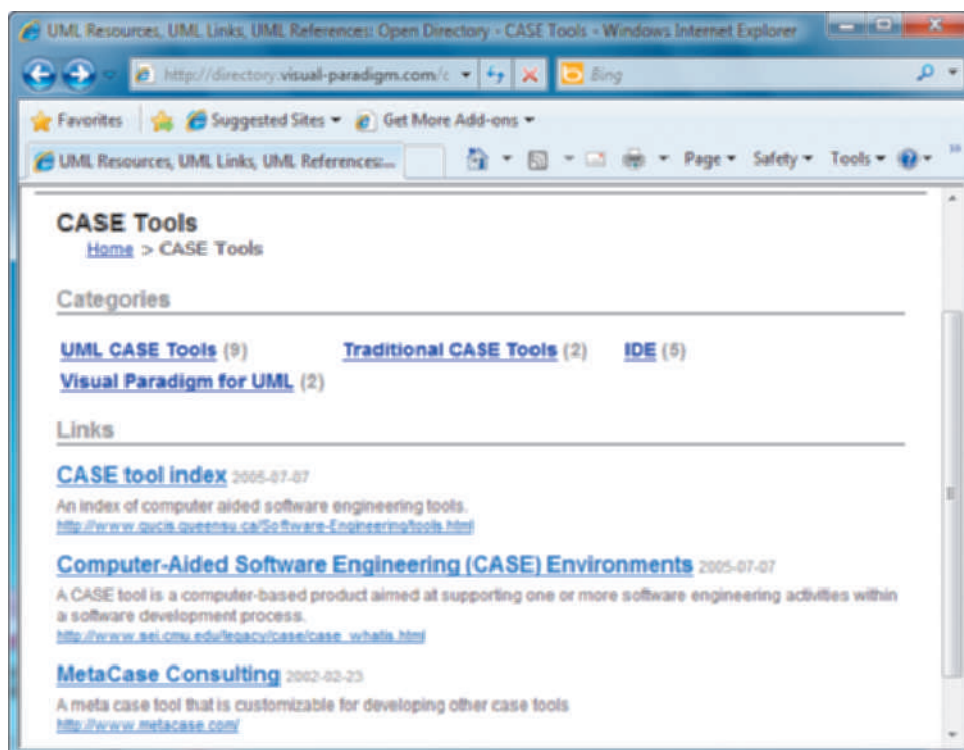 UML Resources, UML Links, UML References: Open Directory - CASE Tools - Windows Internet Explorer
http://directory.visual-paradigm.com/c Bing
Favorites Suggested Sites Get More Add-ons
UML Resources, UML Links, UML References:... Page Safety Tools
CASE Tools
Home > CASE Tools
Categories
UML CASE Tools (9) Traditional CASE Tools (2) IDE (5)
Visual Paradigm for UML (2)
Links
CASE tool index 2005-07-07
An index of computer aided software engineering tools.
http://www.qucis.queensu.ca/Software-Engineering/tools.html
Computer-Aided Software Engineering (CASE) Environments 2005-07-07
A CASE tool is a computer-based product aimed at supporting one or more software engineering activities within
a software development process.
http://www.sei.cmu.edu/legacy/case/case_whatis.html
MetaCase Consulting 2002-02-23
A meta case tool that is customizable for developing other case tools
http://www.metacase.com/